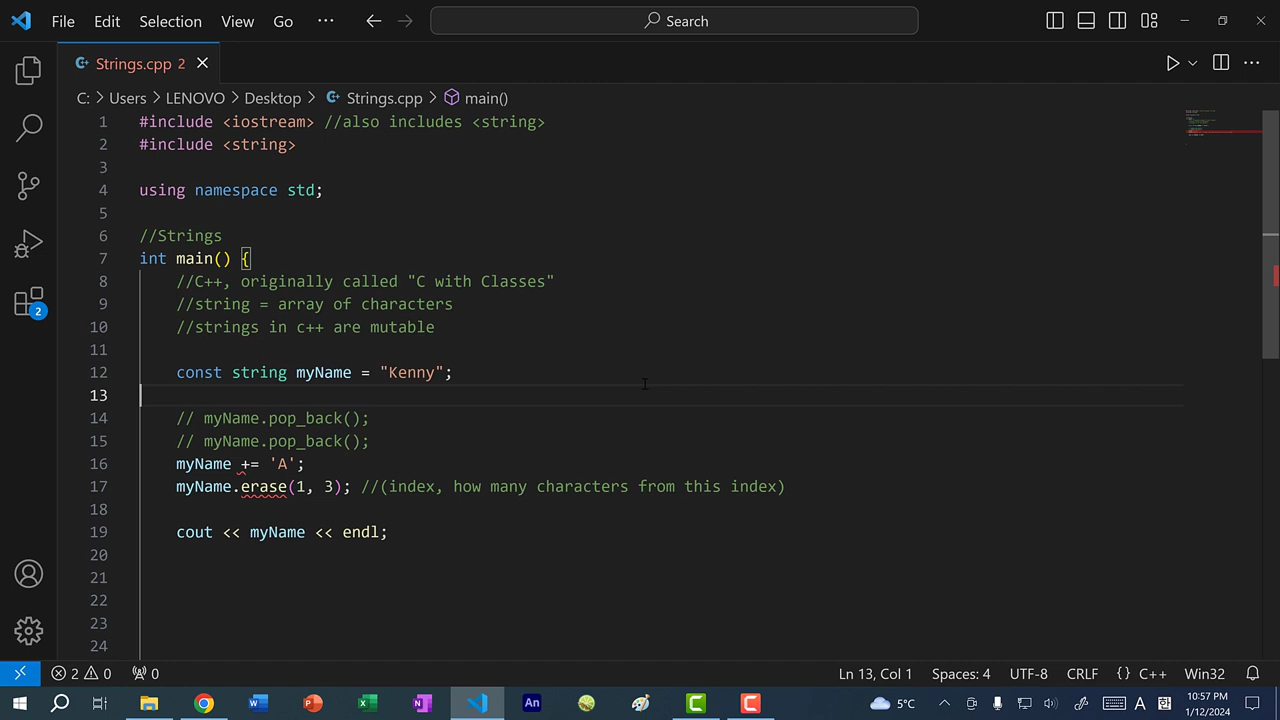 File Edit Selection View Go ··· Search
Strings.cpp 2
C: > Users > LENOVO > Desktop > Strings.cpp > main()
1 #include <iostream> //also includes <string>
2 #include <string>
3
4 using namespace std;
5
6 //Strings
7 int main() {
8 //C++, originally called "C with Classes"
9 //string = array of characters
10 //strings in c++ are mutable
11
12 const string myName = "Kenny";
13
14 // myName.pop_back();
15 // myName.pop_back();
16 myName += 'A';
17 myName.erase(1, 3); //(index, how many characters from this index)
18
19 cout << myName << endl;
20
21
22
23
24
2
2 0 0 Ln 13, Col 1 Spaces: 4 UTF-8 CRLF {} C++ Win32
W P X N An C C 5°C A 10:57 PM
1/12/2024